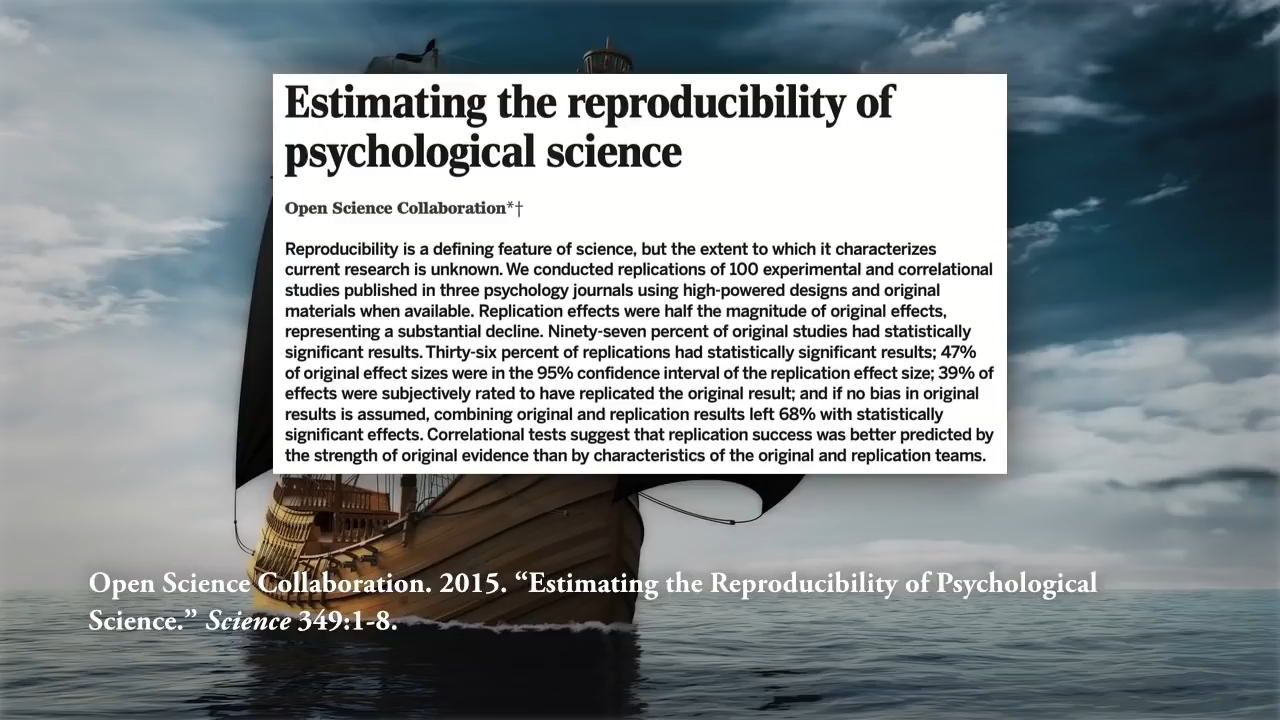 Estimating the reproducibility of
psychological science
Open Science Collaboration*†
Reproducibility is a defining feature of science, but the extent to which it characterizes
current research is unknown. We conducted replications of 100 experimental and correlational
studies published in three psychology journals using high-powered designs and original
materials when available. Replication effects were half the magnitude of original effects,
representing a substantial decline. Ninety-seven percent of original studies had statistically
significant results. Thirty-six percent of replications had statistically significant results; 47%
of original effect sizes were in the 95% confidence interval of the replication effect size; 39% of
effects were subjectively rated to have replicated the original result; and if no bias in original
results is assumed, combining original and replication results left 68% with statistically
significant effects. Correlational tests suggest that replication success was better predicted by
the strength of original evidence than by characteristics of the original and replication teams.
Open Science Collaboration. 2015. “Estimating the Reproducibility of Psychological
Science.” Science 349:1-8.